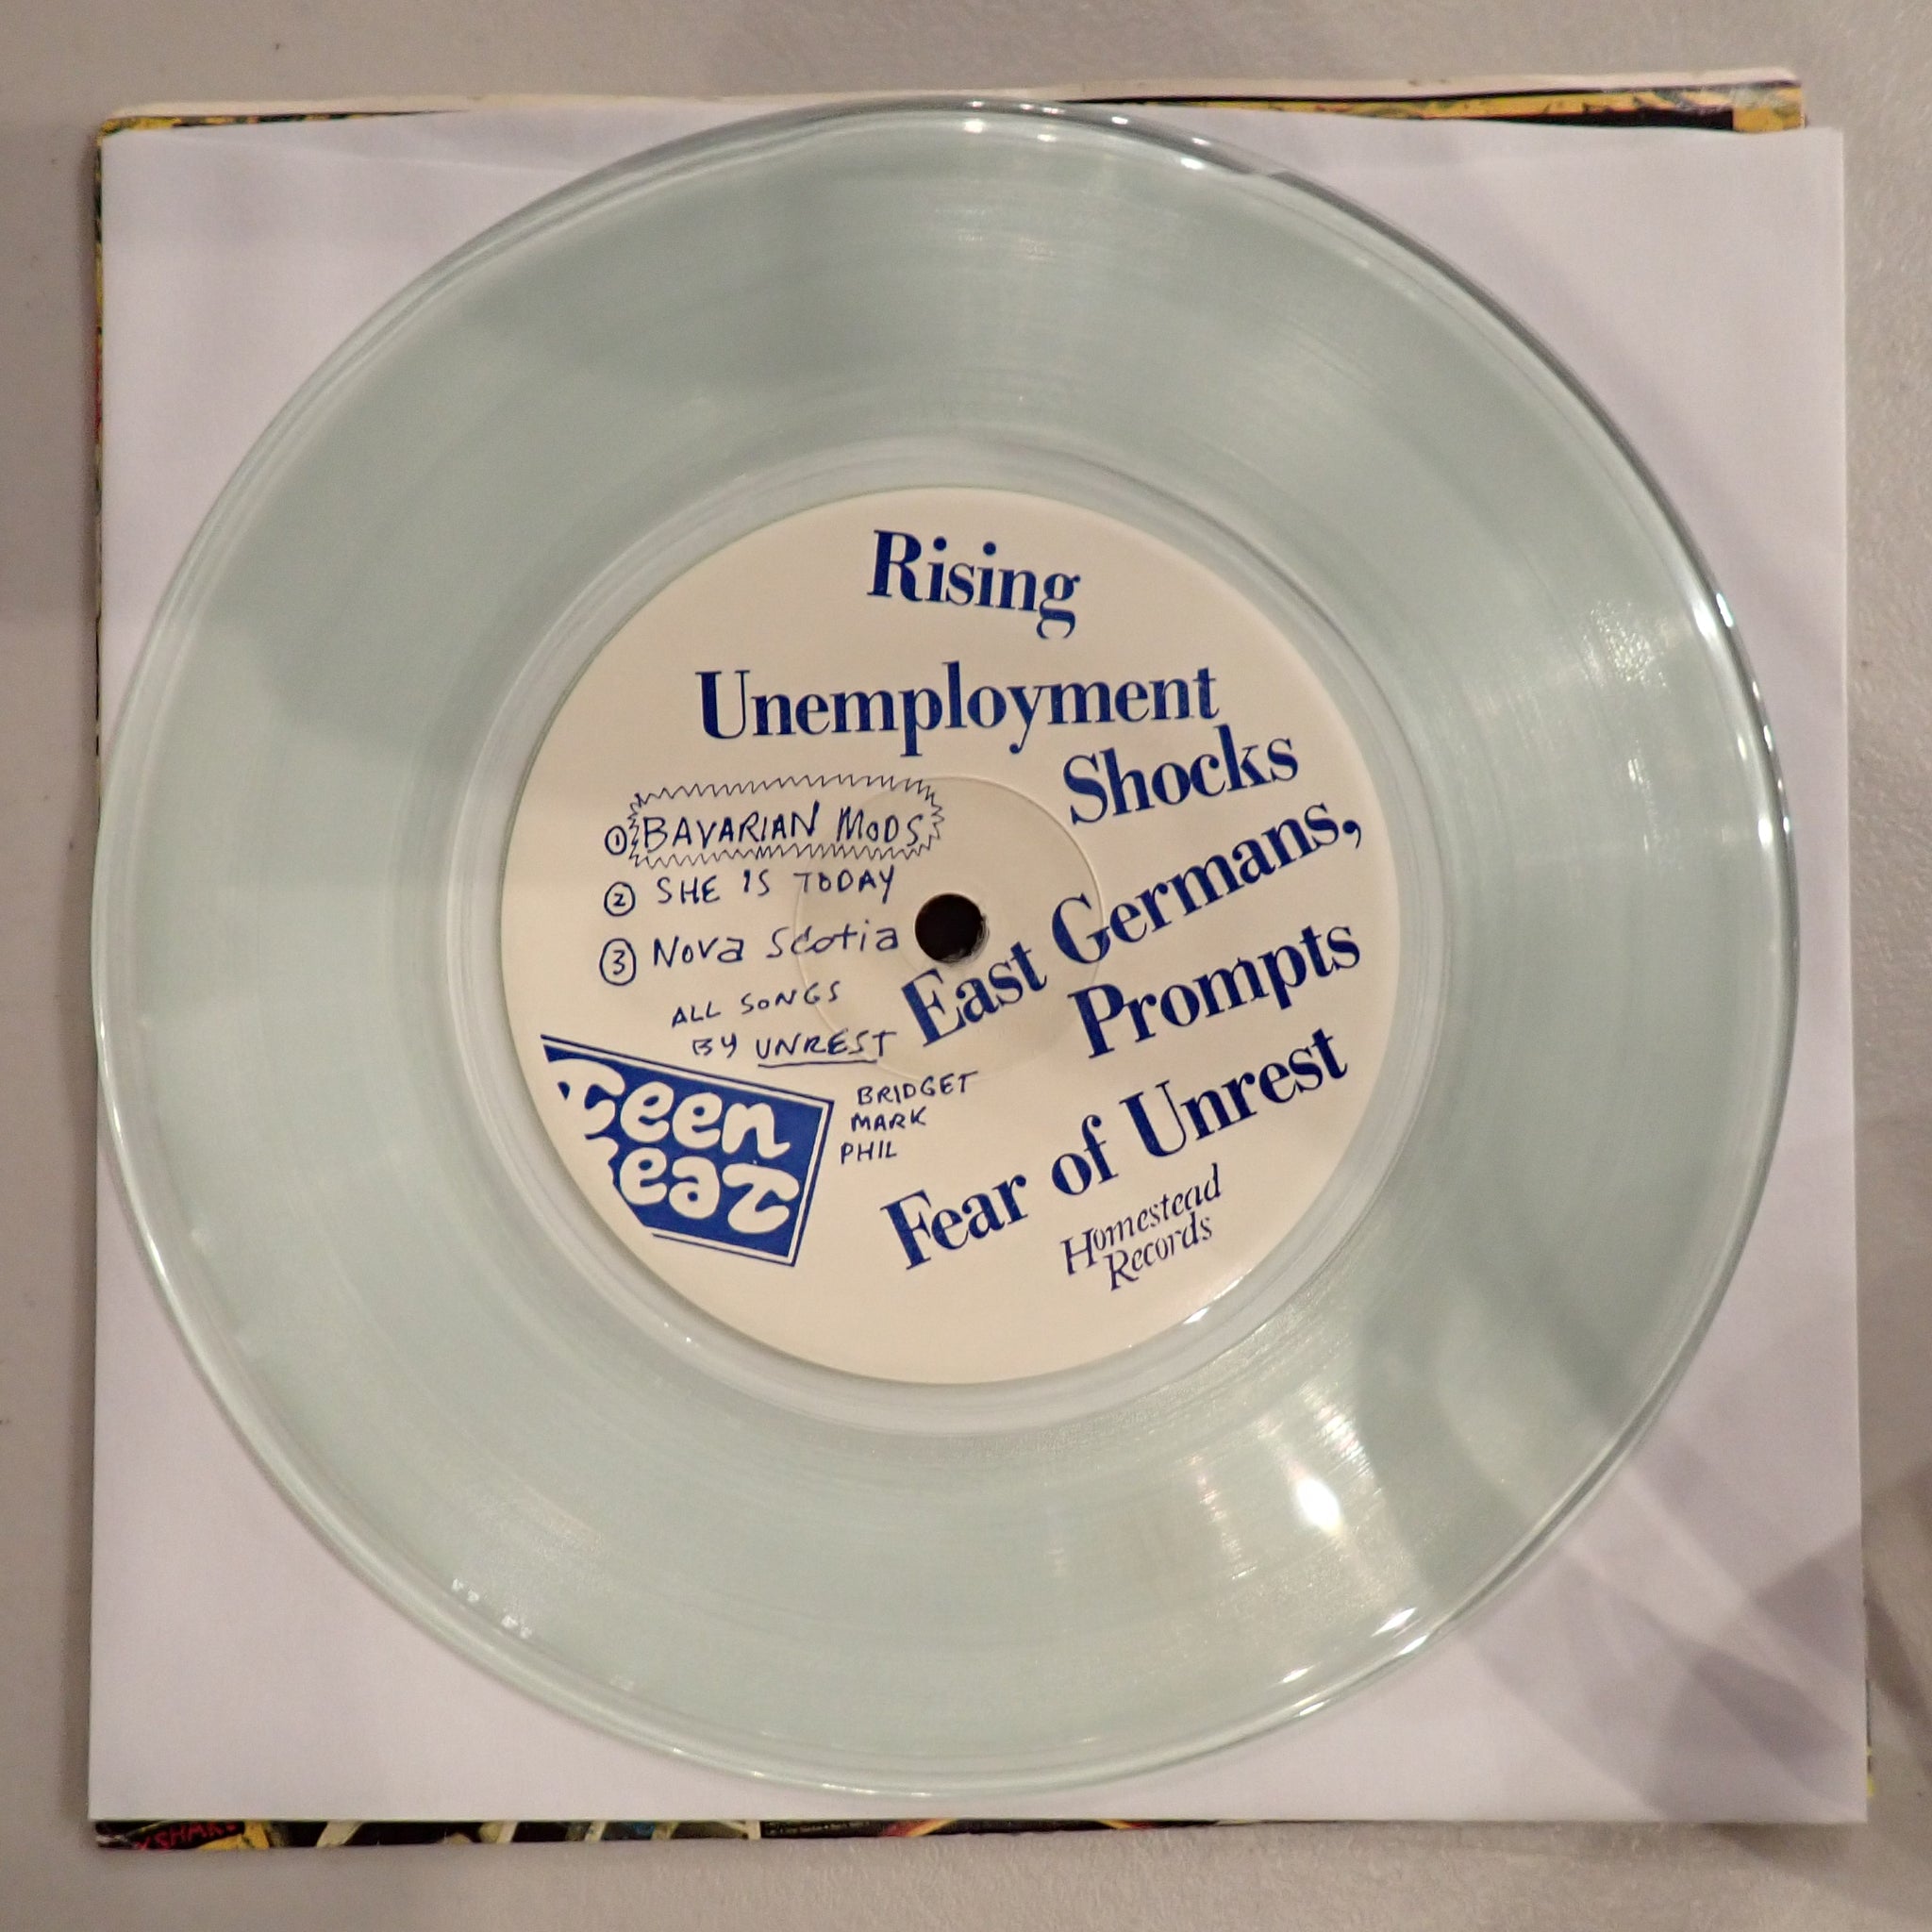 Rising
Unemployment
Shocks
East Germans,
Prompts
Fear of Unrest
Homestead
Records
① BAVARIAN MODS
② SHE IS TODAY
③ Nova Scotia
ALL SONGS
BY UNREST
BRIDGET
MARK
PHIL
Teen
eat